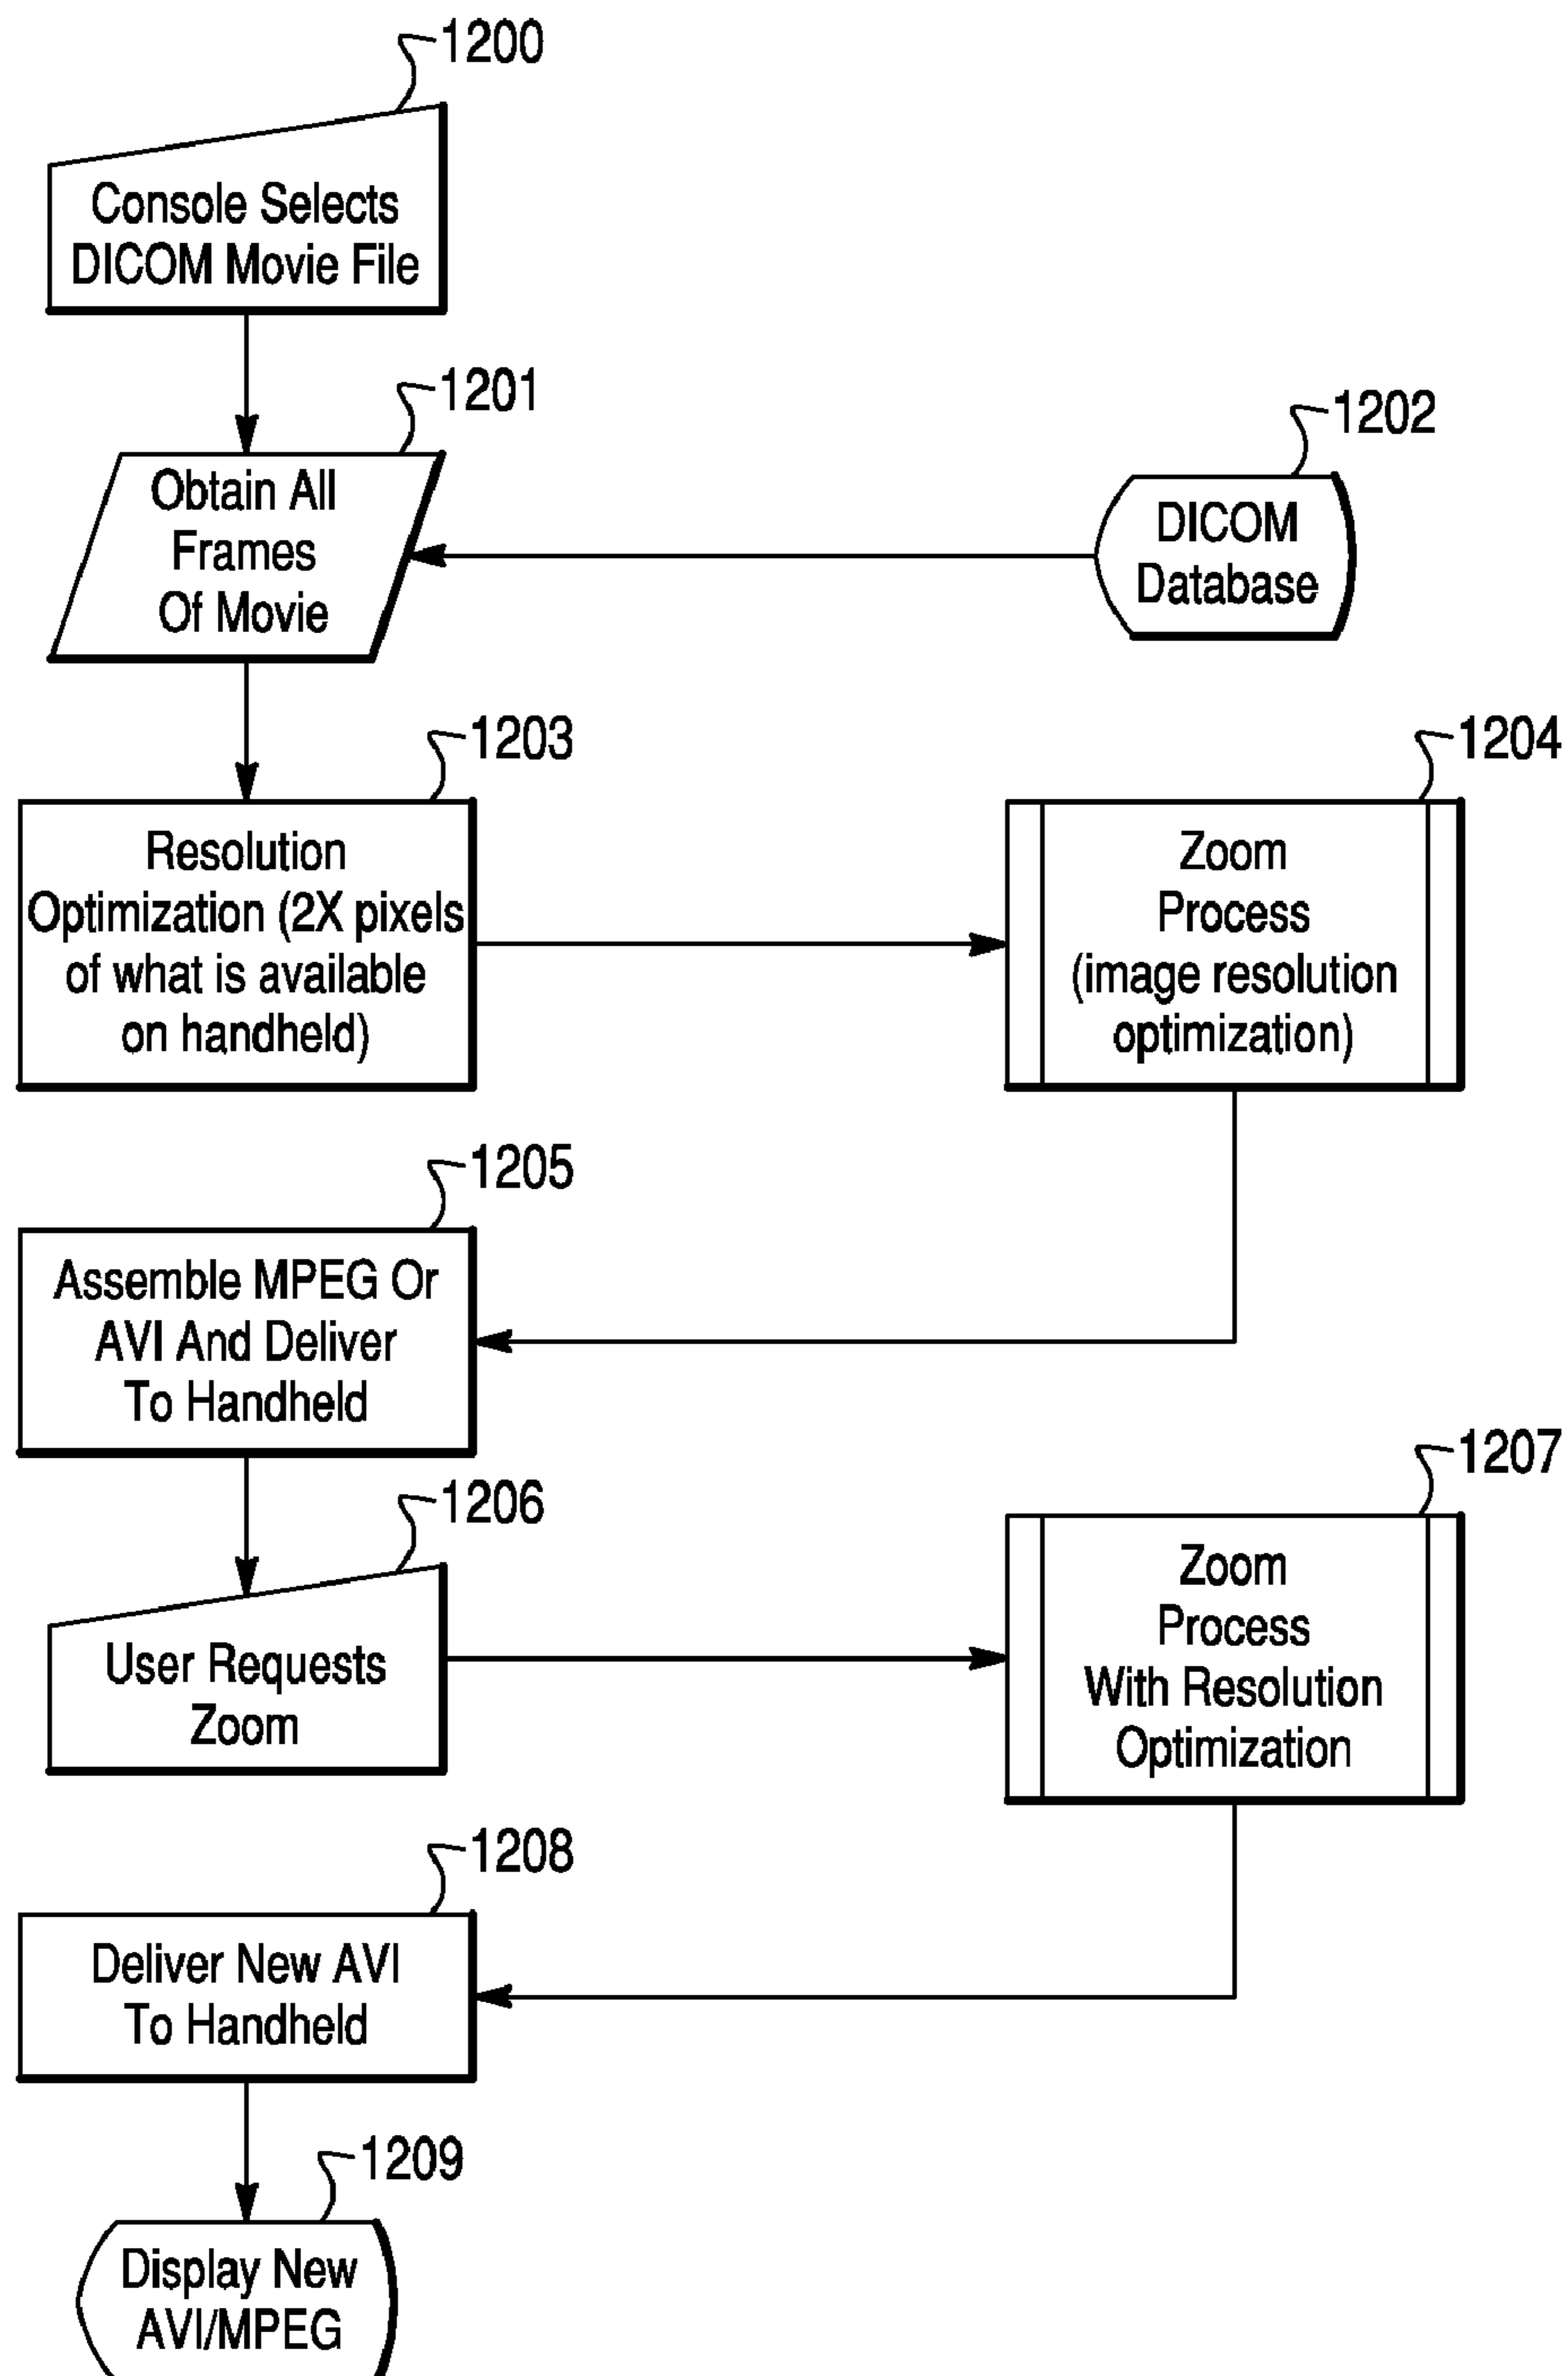 1200
Console Selects
DICOM Movie File
1201
Obtain All
Frames
Of Movie
1202
DICOM
Database
1203
Resolution
Optimization (2X pixels
of what is available
on handheld)
1204
Zoom
Process
(image resolution
optimization)
1205
Assemble MPEG Or
AVI And Deliver
To Handheld
1206
User Requests
Zoom
1207
Zoom
Process
With Resolution
Optimization
1208
Deliver New AVI
To Handheld
1209
Display New
AVI/MPEG